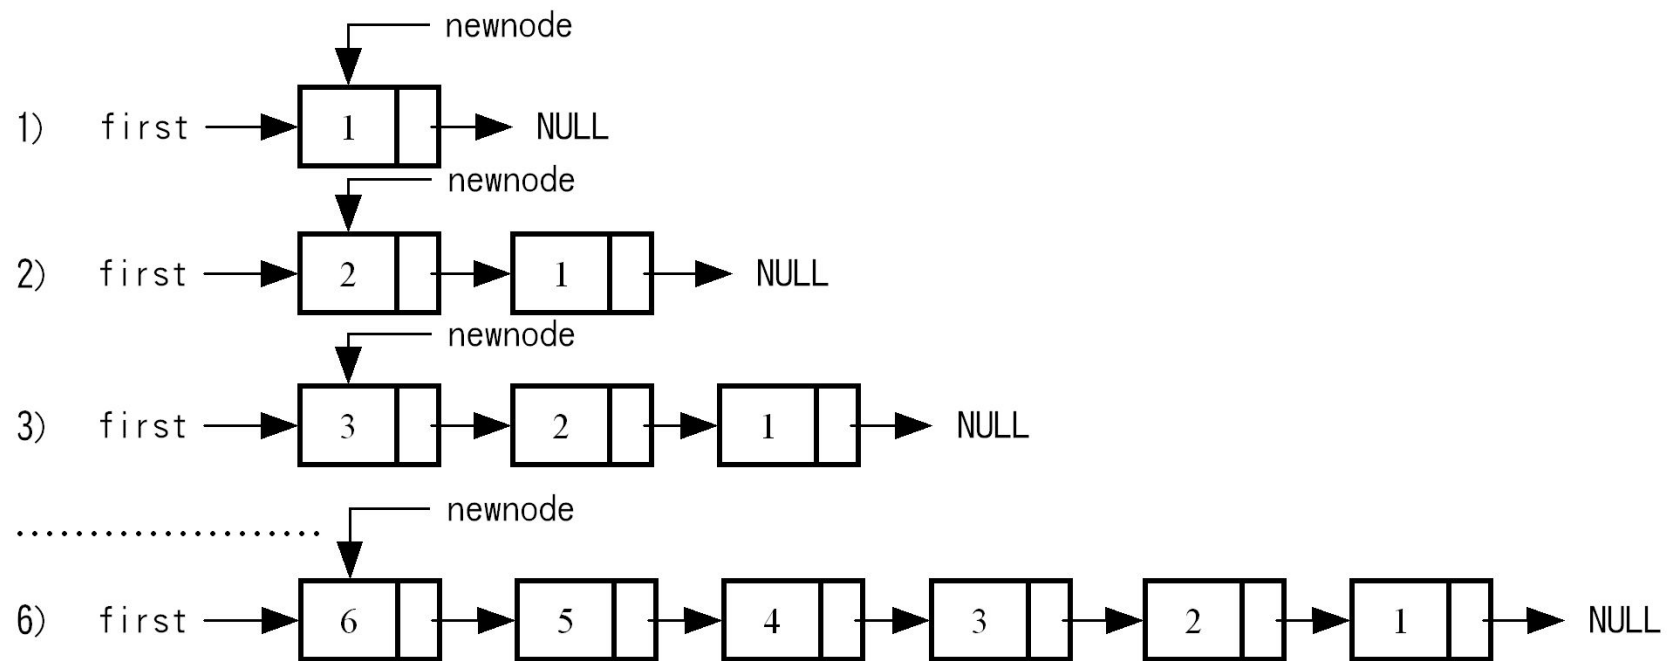 newnode
1) first 1 NULL
newnode
2) first 2 1 NULL
newnode
3) first 3 2 1 NULL
newnode
....................
6) first 6 5 4 3 2 1 NULL